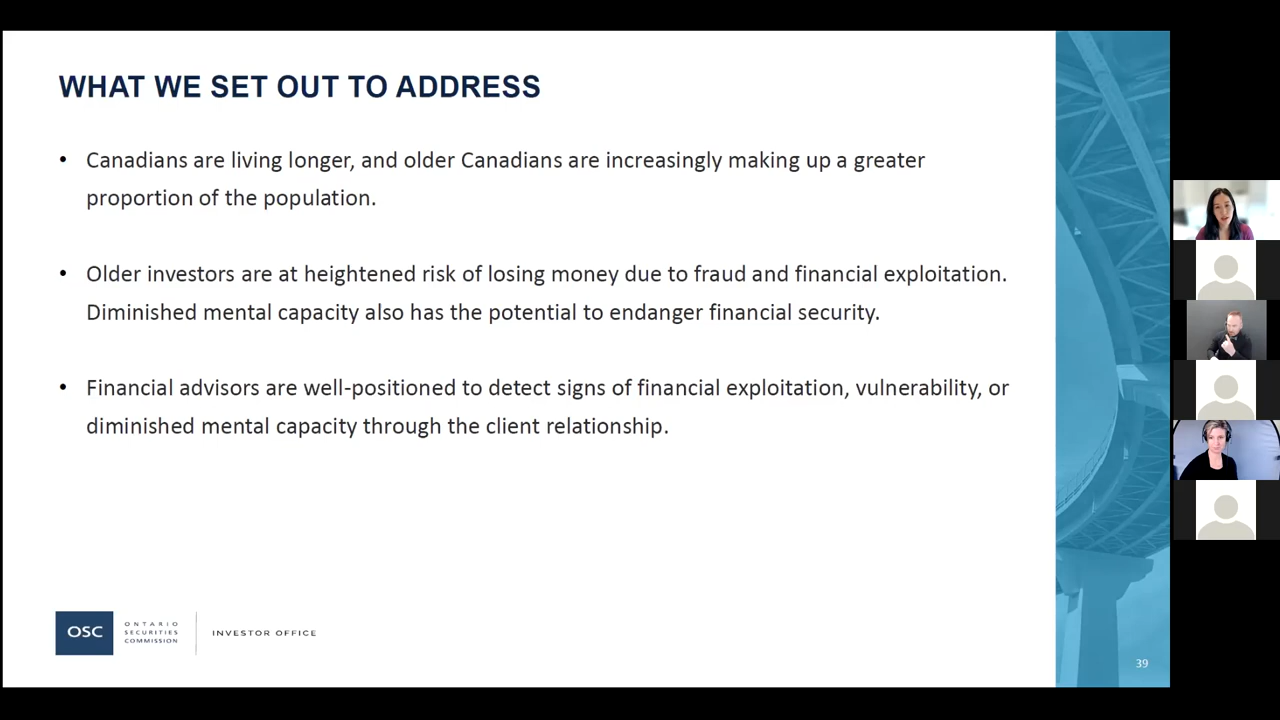 WHAT WE SET OUT TO ADDRESS
• Canadians are living longer, and older Canadians are increasingly making up a greater
proportion of the population.
• Older investors are at heightened risk of losing money due to fraud and financial exploitation.
Diminished mental capacity also has the potential to endanger financial security.
• Financial advisors are well-positioned to detect signs of financial exploitation, vulnerability, or
diminished mental capacity through the client relationship.
OSC
ONTARIO
SECURITIES
COMMISSION
INVESTOR OFFICE
39